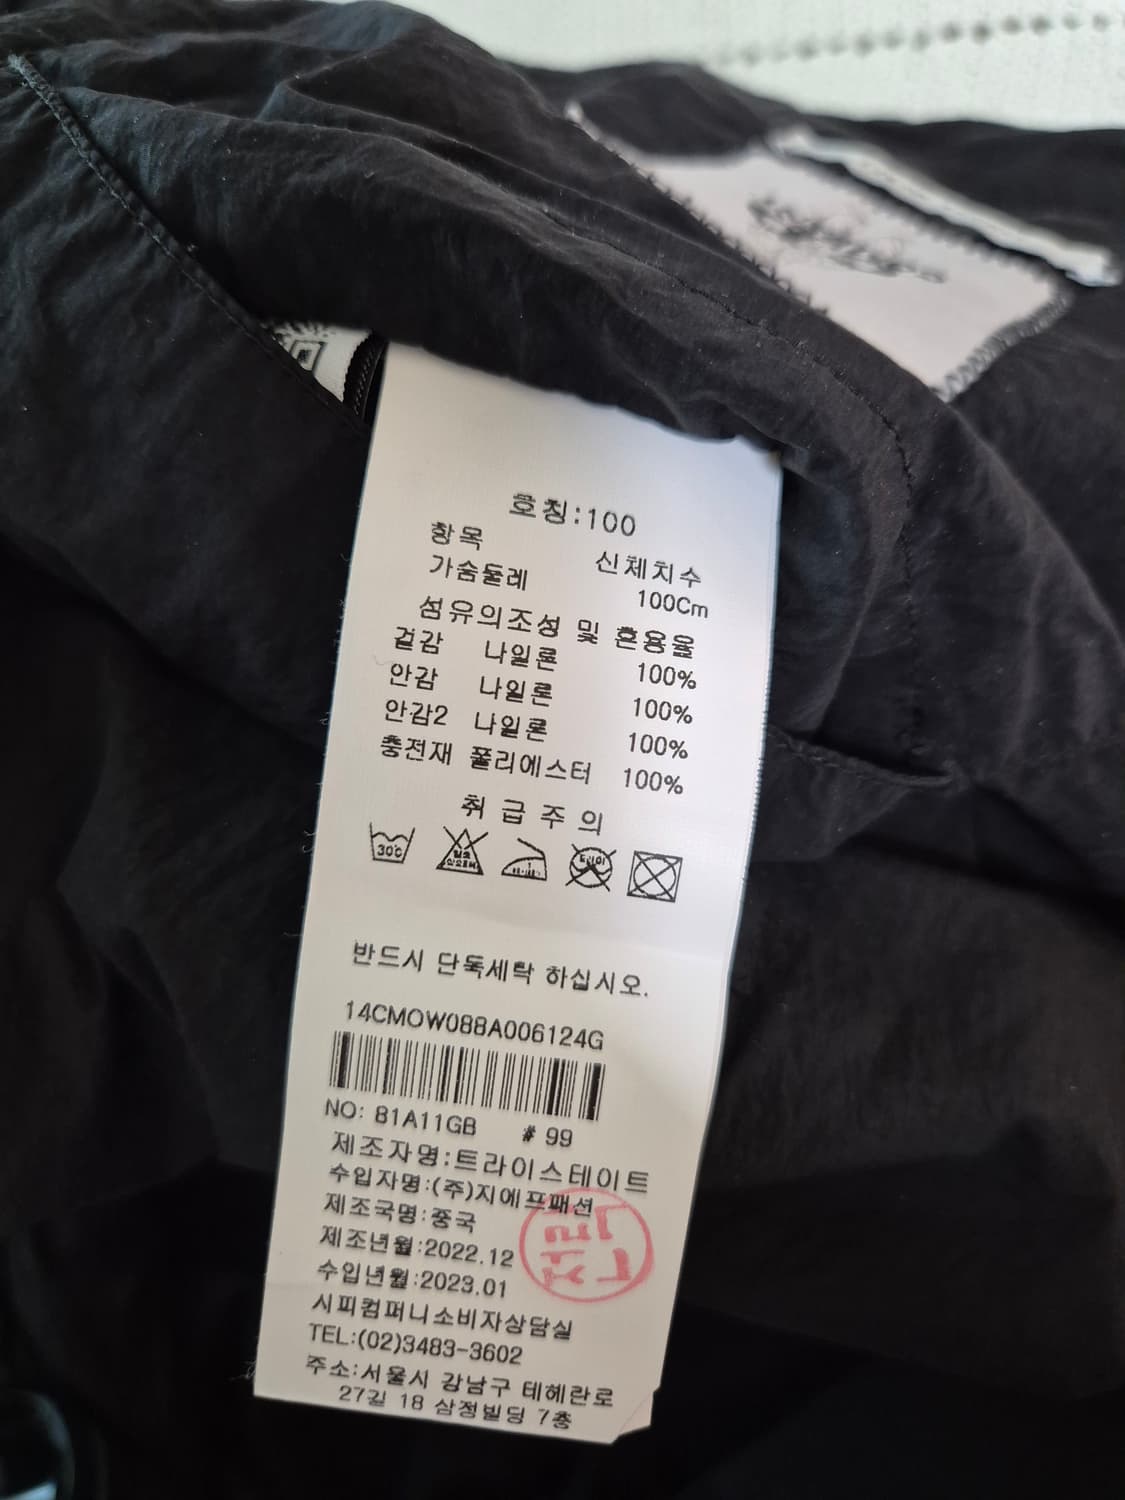 호칭:100
항목 신체치수
가슴둘레 100Cm
섬유의조성 및 혼용율
겉감 나일론 100%
안감 나일론 100%
안감2 나일론 100%
충전재 폴리에스터 100%
취급주의
30℃
반드시 단독세탁 하십시오.
14CMOW088A006124G
NO: 81A11GB # 99
제조자명:트라이스테이트
수입자명:(주)지에프패션
제조국명:중국
제조년월:2022.12
수입년월:2023.01
시피컴퍼니소비자상담실
TEL:(02)3483-3602
주소:서울시 강남구 테헤란로
27길 18 삼정빌딩 7층